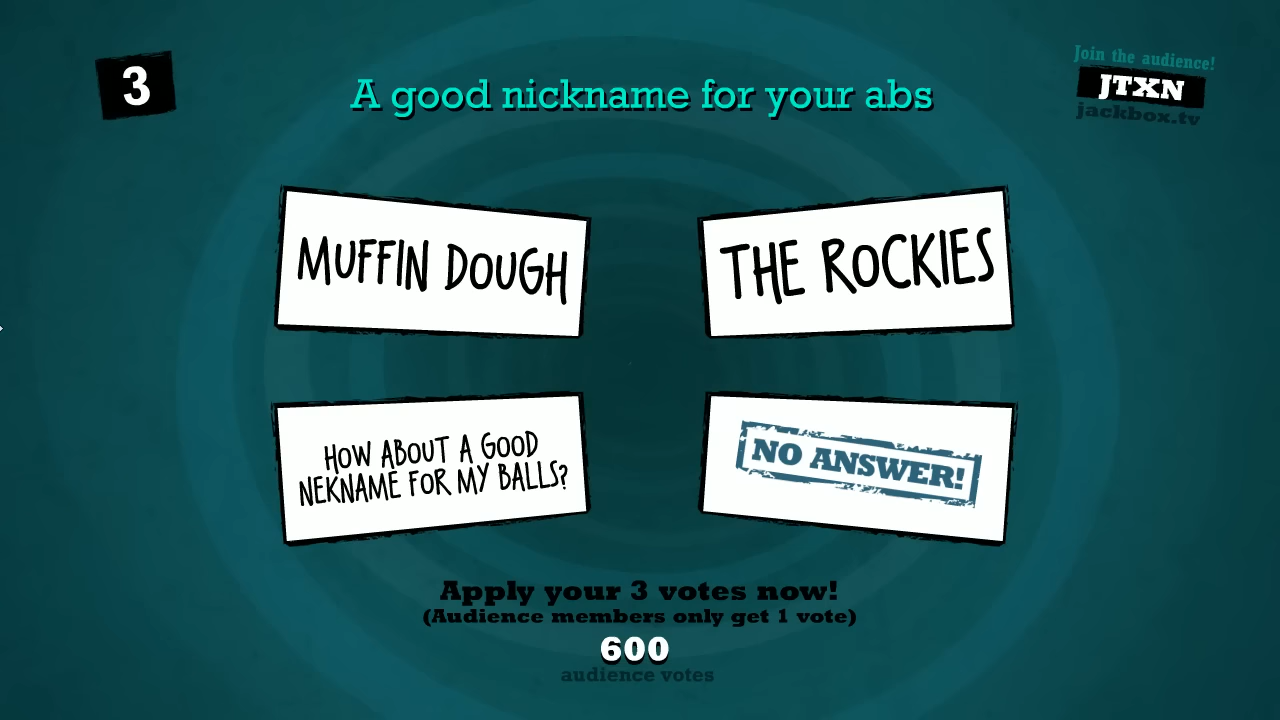 3
A good nickname for your abs
Join the audience!
JTXN
jackbox.tv
MUFFIN DOUGH
THE ROCKIES
HOW ABOUT A GOOD
NEKNAME FOR MY BALLS?
NO ANSWER!
Apply your 3 votes now!
(Audience members only get 1 vote)
600
audience votes